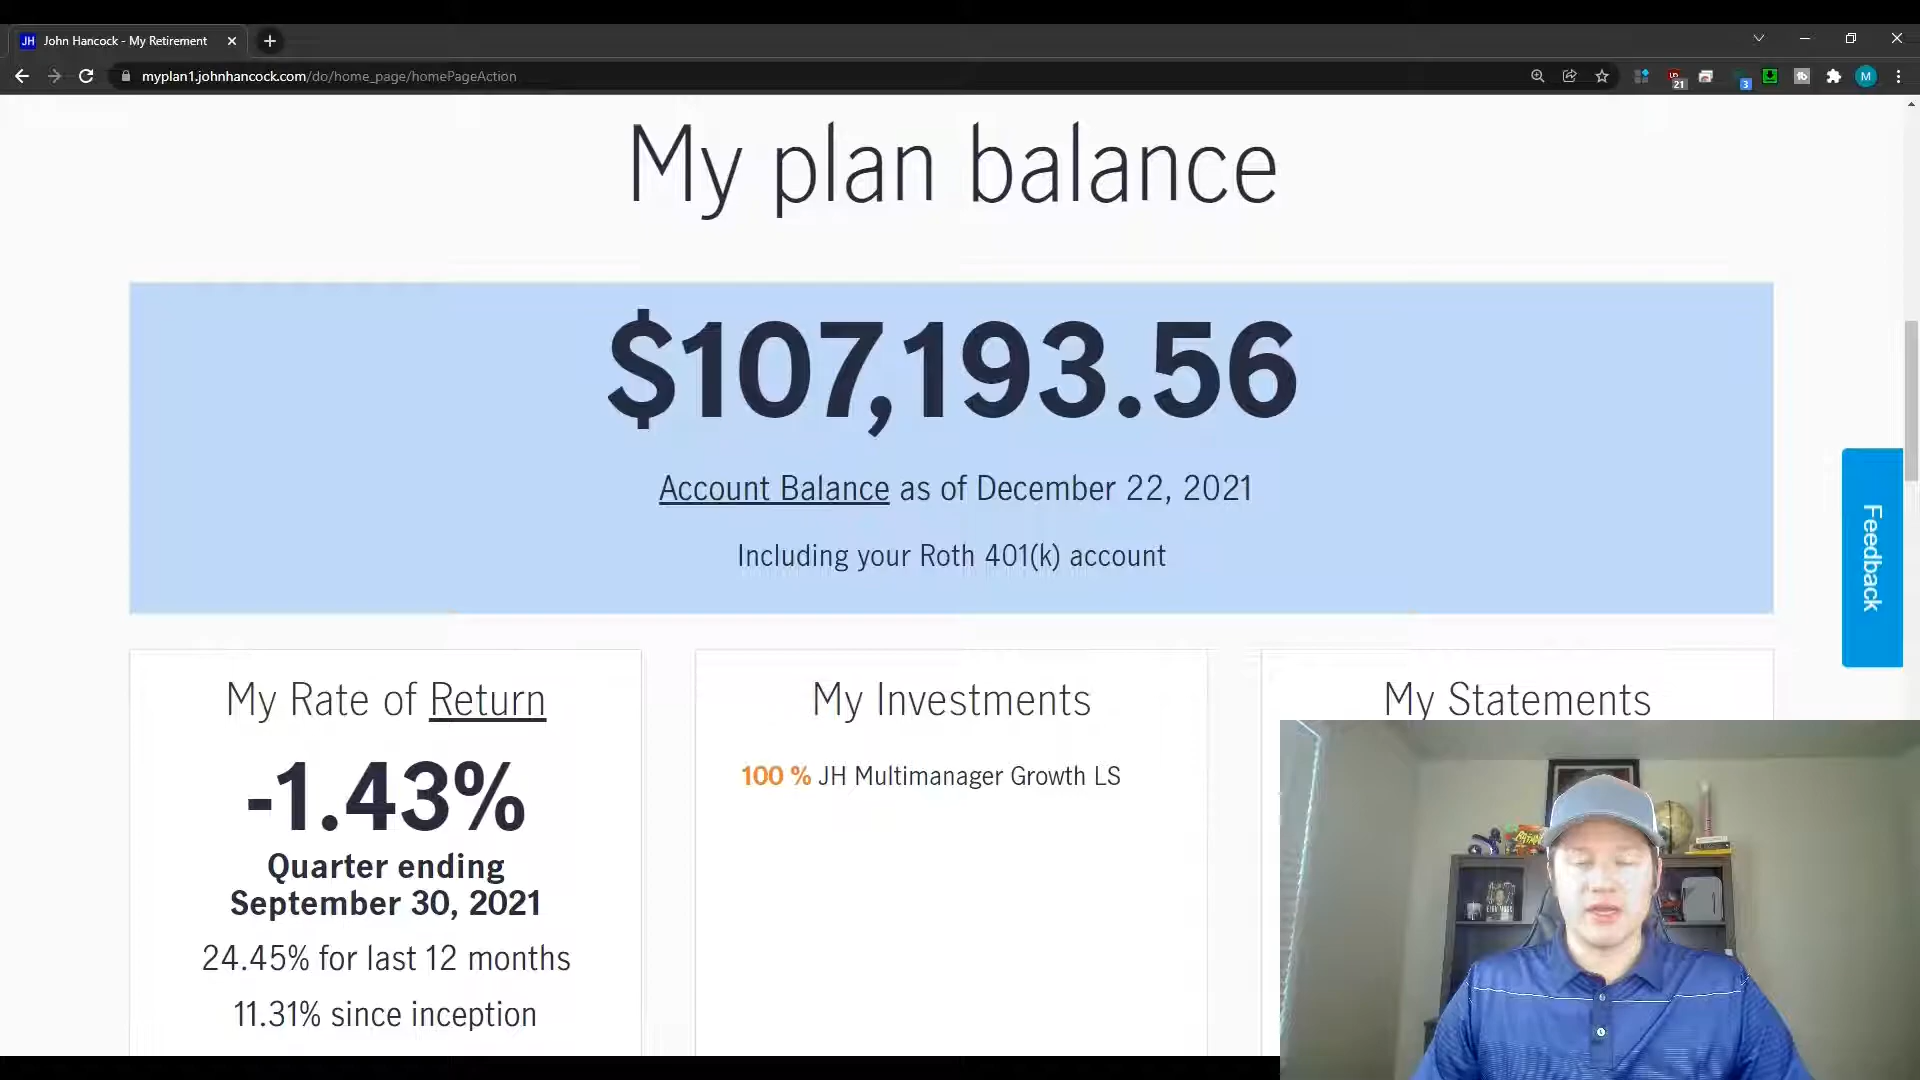 JH John Hancock - My Retirement
myplan1.johnhancock.com/do/home_page/homePageAction
21
3
M
My plan balance
$107,193.56
Account Balance as of December 22, 2021
Including your Roth 401(k) account
Feedback
My Rate of Return
-1.43%
Quarter ending
September 30, 2021
24.45% for last 12 months
11.31% since inception
My Investments
100 % JH Multimanager Growth LS
My Statements